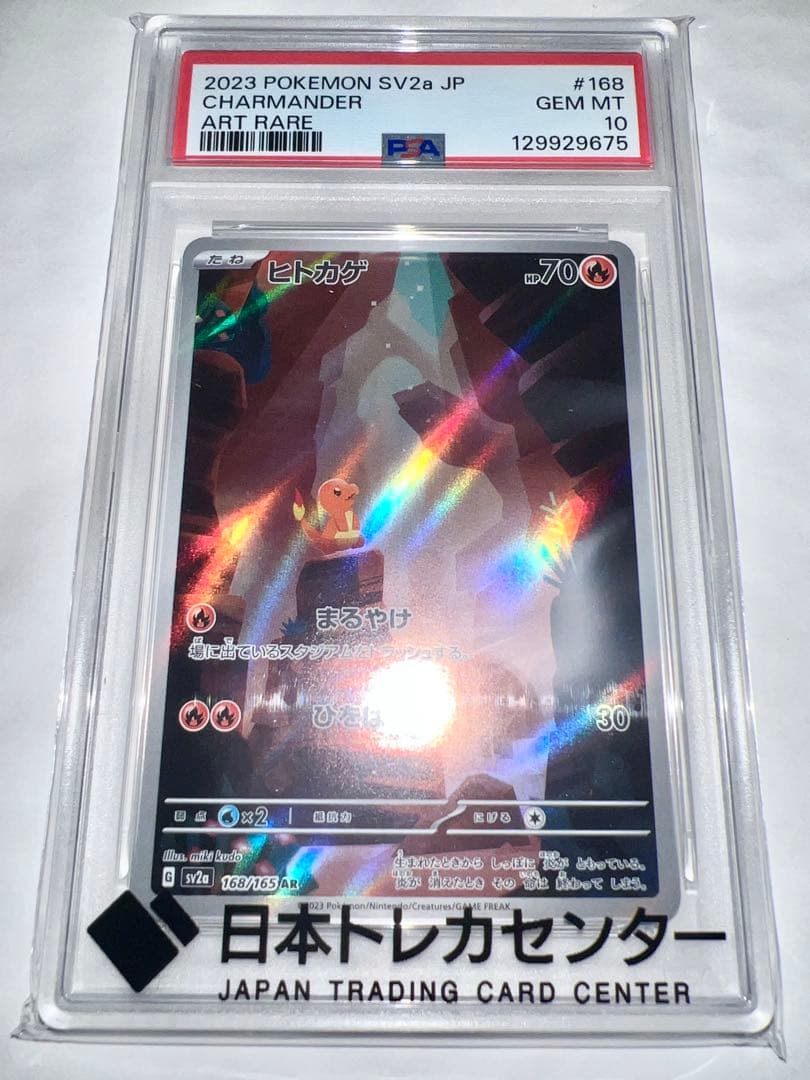 2023 POKEMON SV2a JP #168
CHARMANDER GEM MT
ART RARE 10
PSA 129929675
たね ヒトカゲ HP70
まるやけ
場に出ているスタジアムをトラッシュする。
ひをは 30
弱点 ×2 抵抗力 にげる
Illus. miki kudo
G sv2a 168/165 AR
生まれたときから しっぽに 炎が ともっている。
炎が 消えたとき その 命は 終わって しまう。
©2023 Pokémon/Nintendo/Creatures/GAME FREAK
日本トレカセンター
JAPAN TRADING CARD CENTER